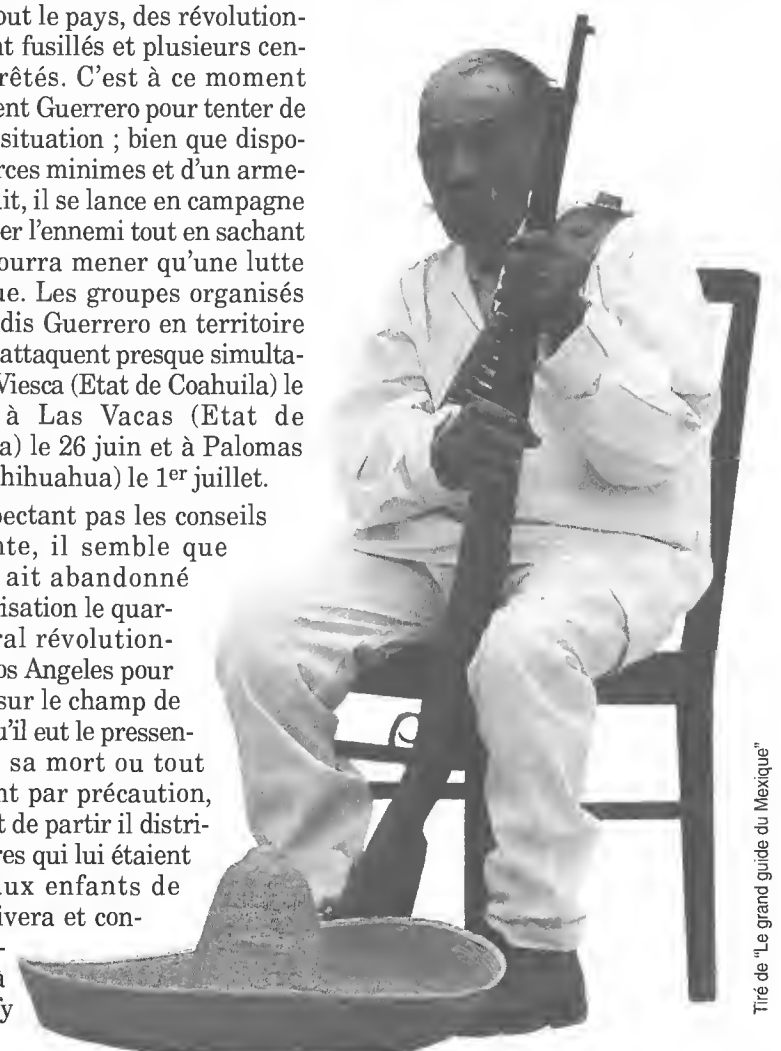 out le pays, des révolution-
nt fusillés et plusieurs cen-
rêtés. C'est à ce moment
ent Guerrero pour tenter de
situation ; bien que dispo-
rces minimes et d'un arme-
it, il se lance en campagne
er l'ennemi tout en sachant
ourra mener qu'une lutte
ue. Les groupes organisés
dis Guerrero en territoire
attaquent presque simulta-
Viesca (Etat de Coahuila) le
à Las Vacas (Etat de
a) le 26 juin et à Palomas
hihuahua) le 1er juillet.
pectant pas les conseils
nte, il semble que
ait abandonné
isation le quar-
ral révolution-
os Angeles pour
sur le champ de
u'il eut le pressen-
sa mort ou tout
nt par précaution,
t de partir il distri-
res qui lui étaient
aux enfants de
ivera et con-
-
à
fy
Tiré de "Le grand guide du Mexique"